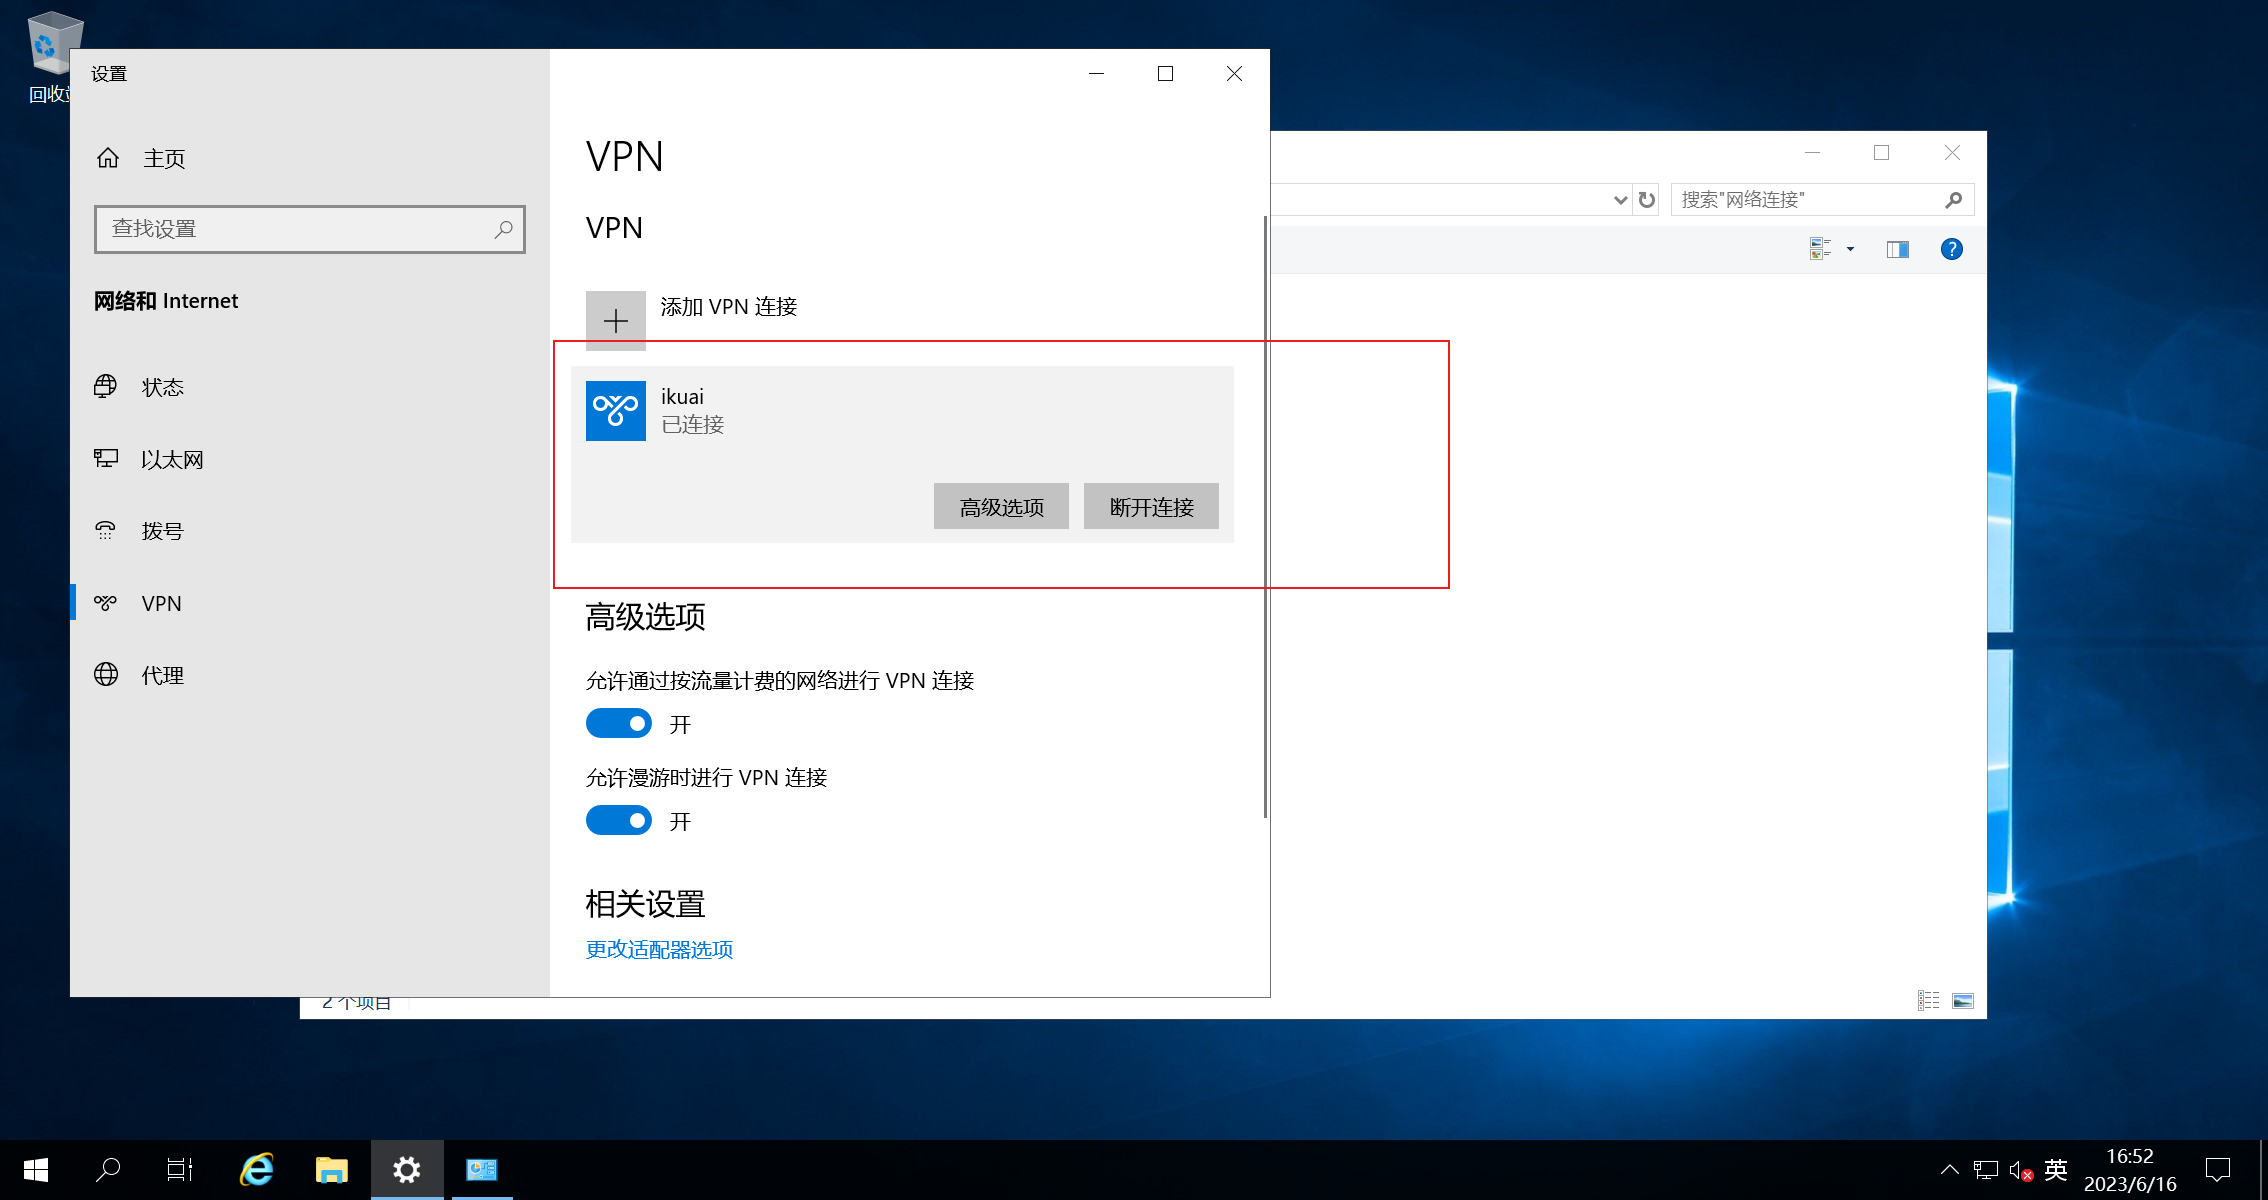 回收
设置
主页
查找设置
网络和 Internet
状态
以太网
拨号
VPN
代理
VPN
VPN
添加 VPN 连接
ikuai
已连接
高级选项
断开连接
高级选项
允许通过按流量计费的网络进行 VPN 连接
开
允许漫游时进行 VPN 连接
开
相关设置
更改适配器选项
搜索"网络连接"
2 个项目
英
16:52
2023/6/16